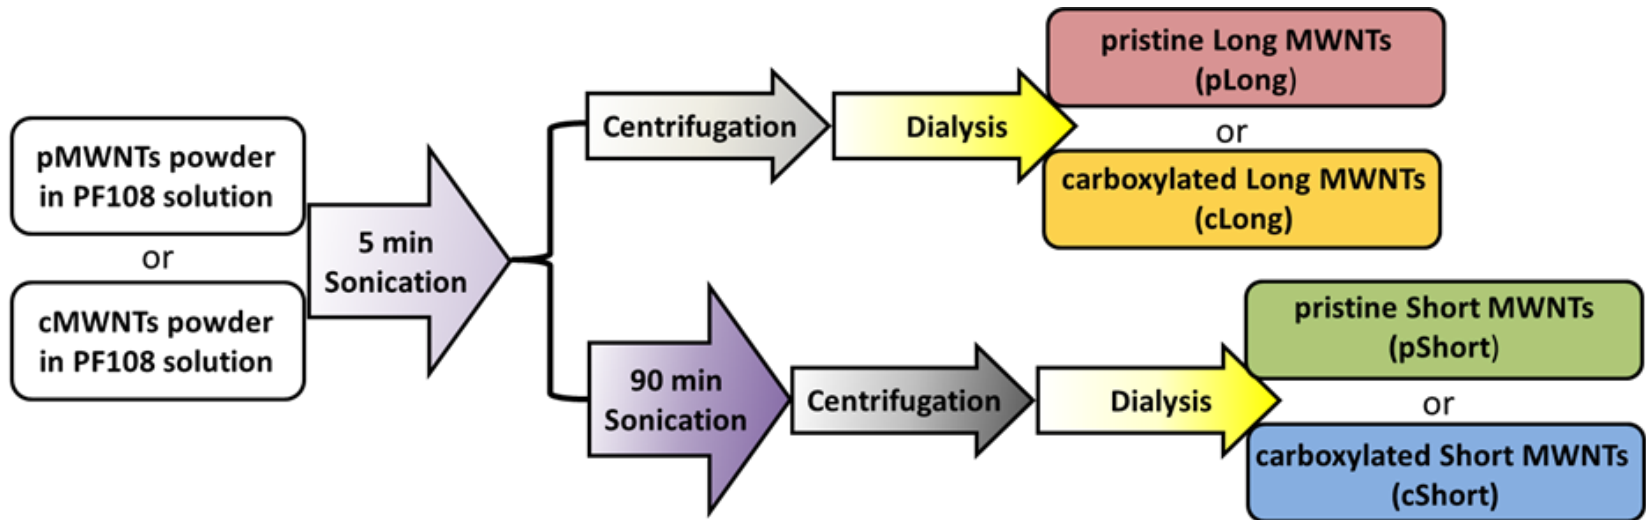 pMWNTs powder
in PF108 solution
or
cMWNTs powder
in PF108 solution
5 min
Sonication
Centrifugation
Dialysis
pristine Long MWNTs
(pLong)
or
carboxylated Long MWNTs
(cLong)
90 min
Sonication
Centrifugation
Dialysis
pristine Short MWNTs
(pShort)
or
carboxylated Short MWNTs
(cShort)